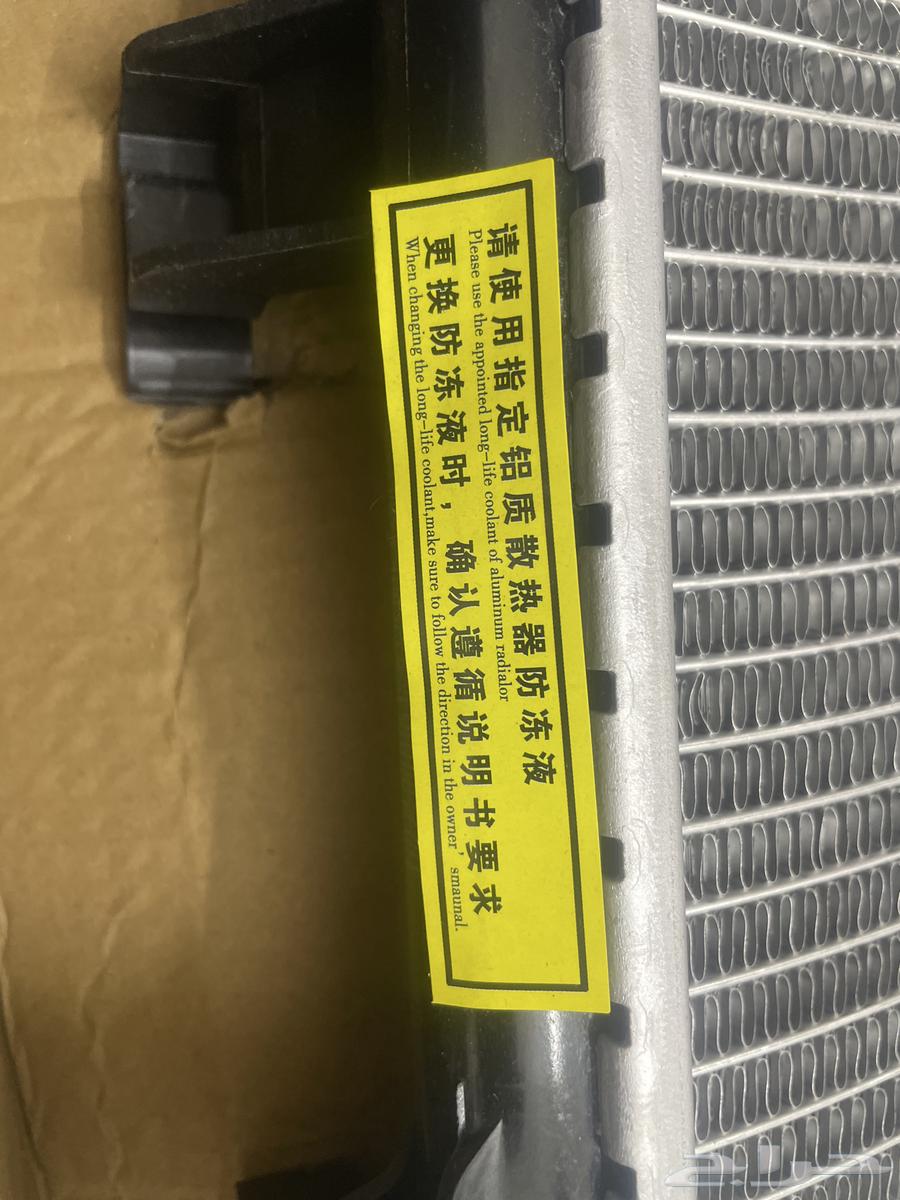 请使用指定铝质散热器防冻液
Please use the appointed long-life coolant of aluminum radialor
更换防冻液时，确认遵循说明书要求
When changing the long-life coolant,make sure to follow the direction in the owner' smaunal.
حراج